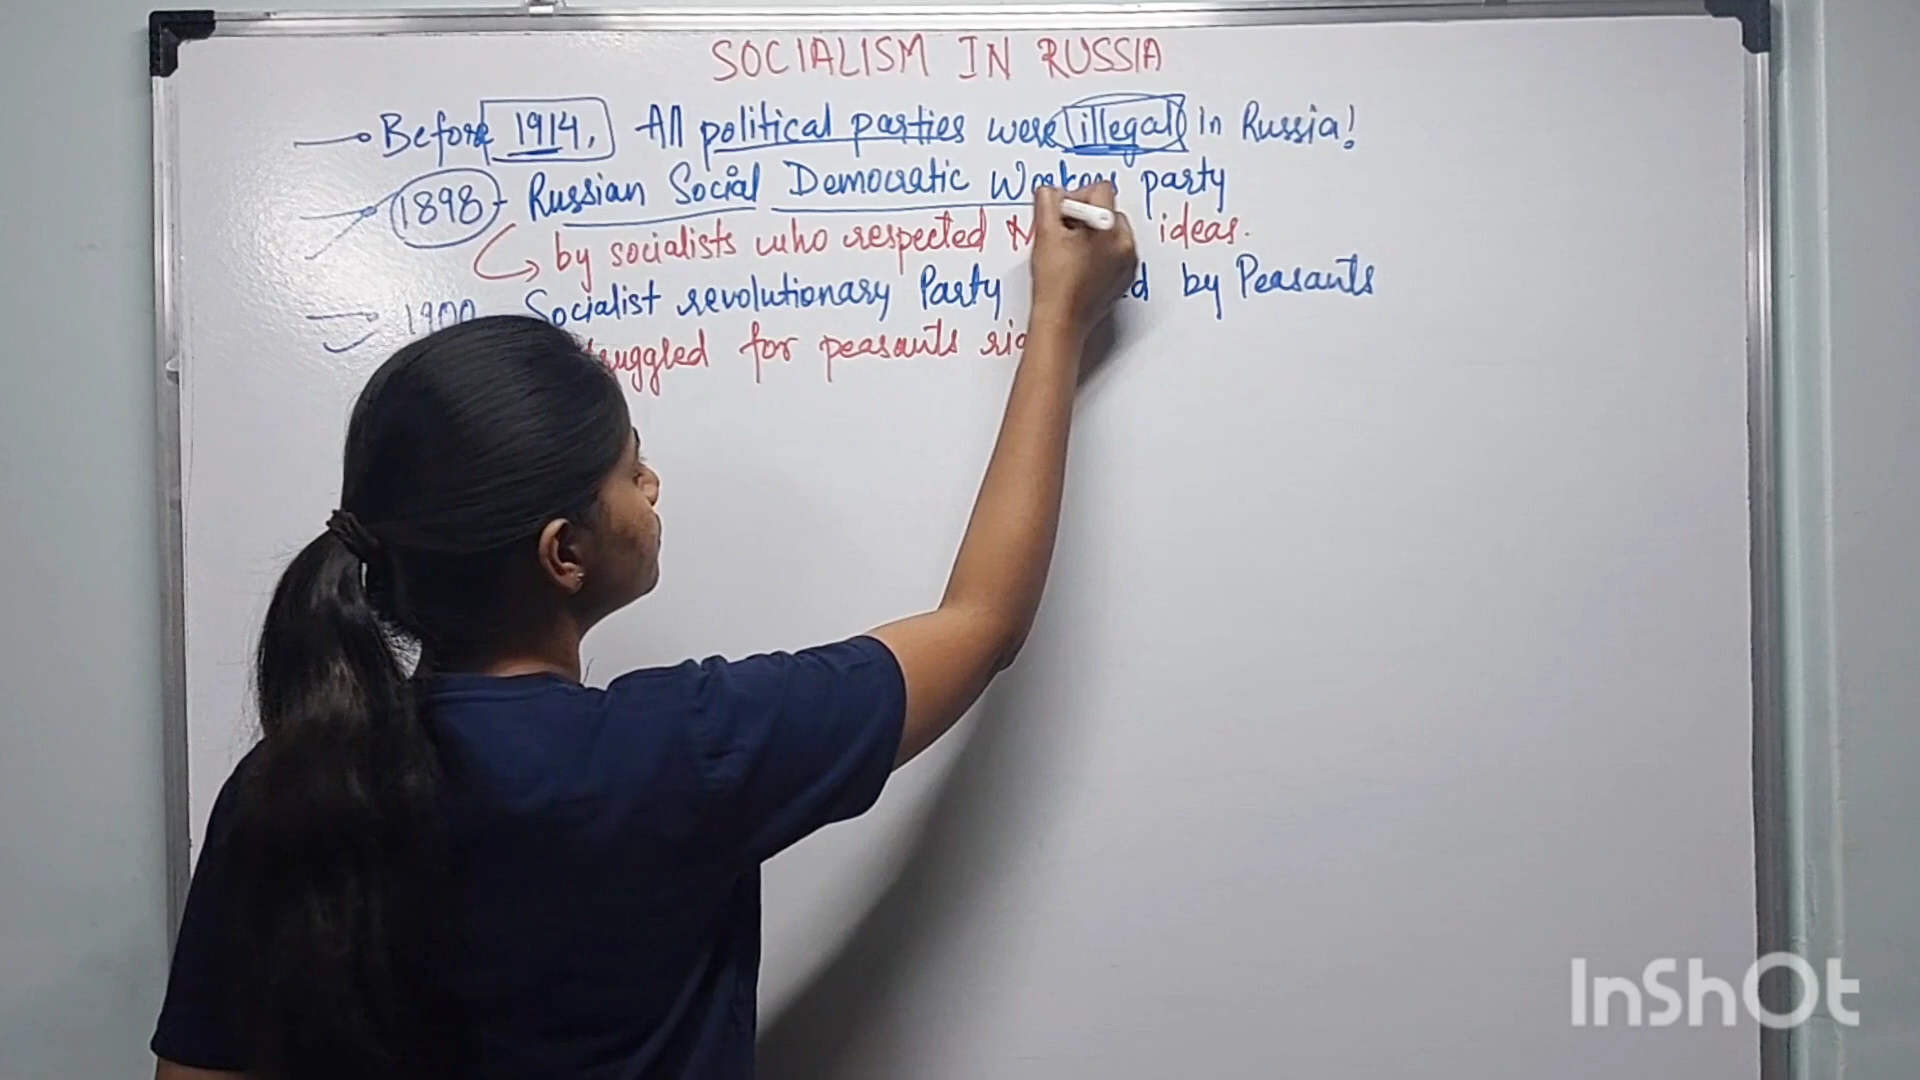 SOCIALISM IN RUSSIA
Before 1914, All political parties were illegal in Russia!
1898 - Russian Social Democratic Workers party
by socialists who respected ideas.
1900 Socialist revolutionary Party by Peasants
for peasants
InShOt